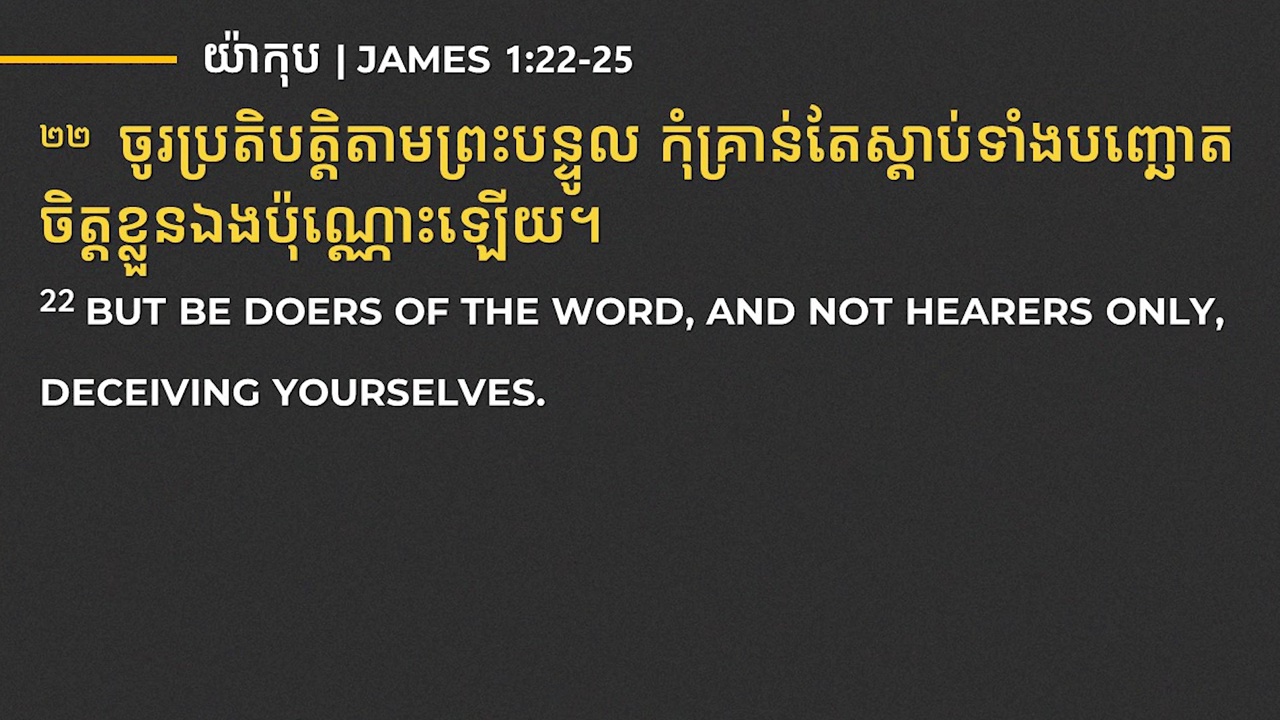 យ៉ាកុប | JAMES 1:22-25
២២ ចូរប្រតិបត្តិតាមព្រះបន្ទូល កុំគ្រាន់តែស្តាប់ទាំងបញ្ឆោត
ចិត្តខ្លួនឯងប៉ុណ្ណោះឡើយ។
22 BUT BE DOERS OF THE WORD, AND NOT HEARERS ONLY,
DECEIVING YOURSELVES.